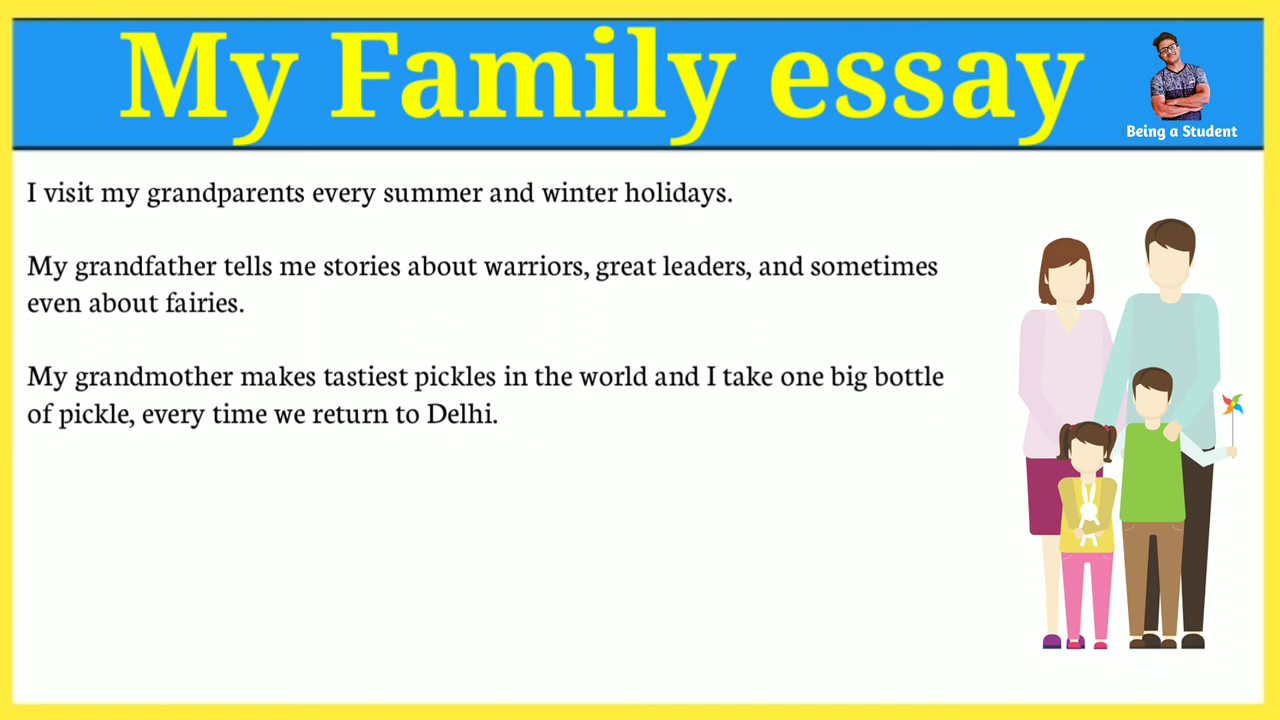 My Family essay
Being a Student
I visit my grandparents every summer and winter holidays.
My grandfather tells me stories about warriors, great leaders, and sometimes
even about fairies.
My grandmother makes tastiest pickles in the world and I take one big bottle
of pickle, every time we return to Delhi.